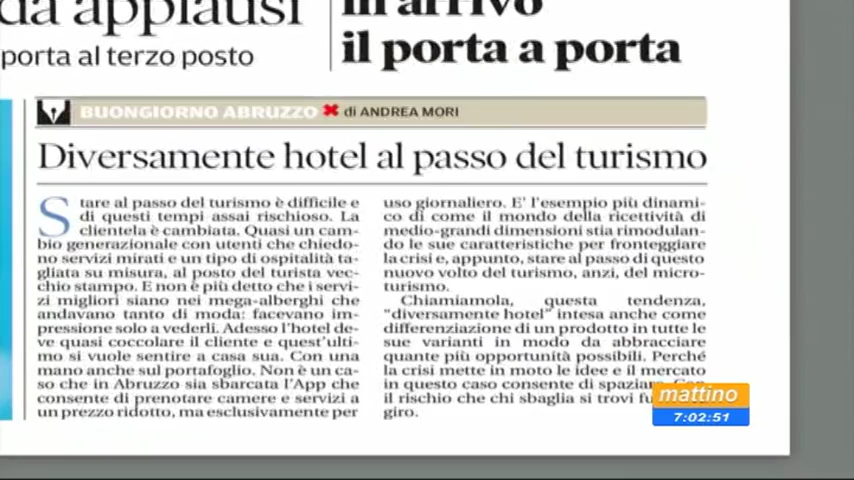 da applausi
porta al terzo posto
in arrivo
il porta a porta
BUONGIORNO ABRUZZO ✖ di ANDREA MORI
Diversamente hotel al passo del turismo
Stare al passo del turismo è difficile e
di questi tempi assai rischioso. La
clientela è cambiata. Quasi un cam-
bio generazionale con utenti che chiedo-
no servizi mirati e un tipo di ospitalità ta-
gliata su misura, al posto del turista vec-
chio stampo. E non è più detto che i servi-
zi migliori siano nei mega-alberghi che
andavano tanto di moda: facevano im-
pressione solo a vederli. Adesso l'hotel de-
ve quasi coccolare il cliente e quest'ulti-
mo si vuole sentire a casa sua. Con una
mano anche sul portafoglio. Non è un ca-
so che in Abruzzo sia sbarcata l'App che
consente di prenotare camere e servizi a
un prezzo ridotto, ma esclusivamente per
uso giornaliero. E' l'esempio più dinami-
co di come il mondo della ricettività di
medio-grandi dimensioni stia rimodulan-
do le sue caratteristiche per fronteggiare
la crisi e, appunto, stare al passo di questo
nuovo volto del turismo, anzi, del micro-
turismo.
Chiamiamola, questa tendenza,
"diversamente hotel" intesa anche come
differenziazione di un prodotto in tutte le
sue varianti in modo da abbracciare
quante più opportunità possibili. Perché
la crisi mette in moto le idee e il mercato
in questo caso consente di spaziare. Con
il rischio che chi sbaglia si trovi
giro.
mattino
7:02:51